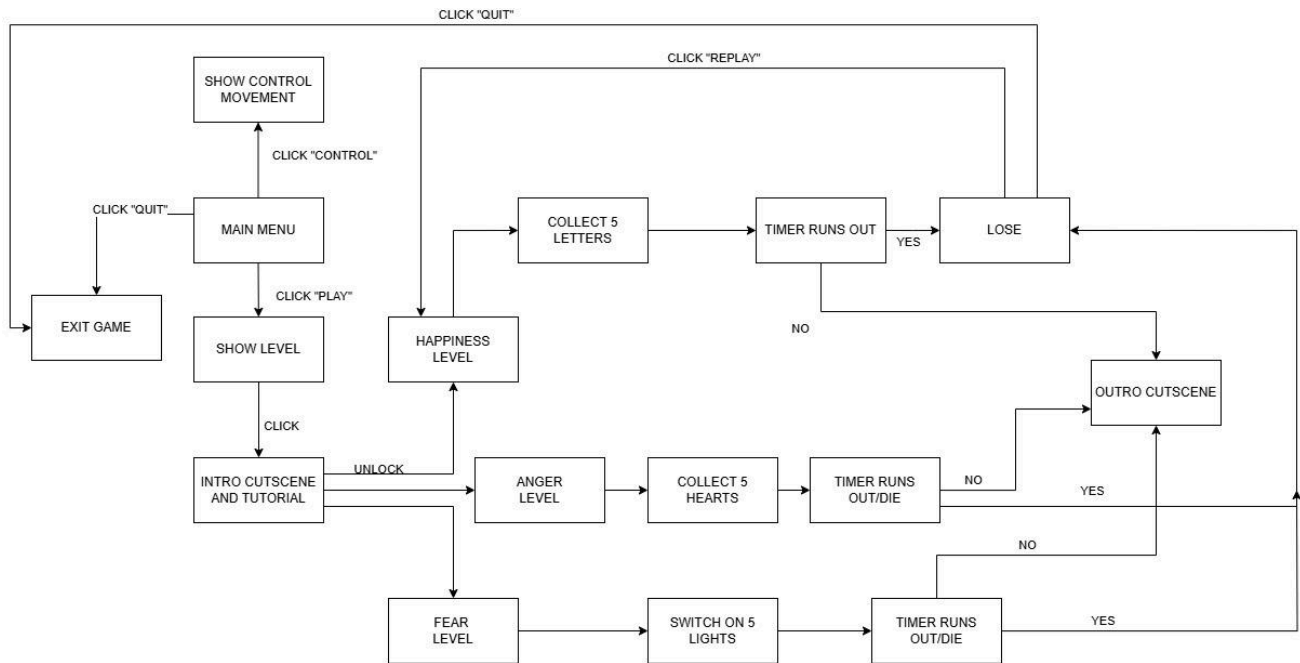 CLICK "QUIT"
CLICK "REPLAY"
SHOW CONTROL
MOVEMENT
CLICK "CONTROL"
CLICK "QUIT"
MAIN MENU
COLLECT 5
LETTERS
TIMER RUNS OUT
YES
LOSE
CLICK "PLAY"
EXIT GAME
SHOW LEVEL
HAPPINESS
LEVEL
NO
OUTRO CUTSCENE
CLICK
INTRO CUTSCENE
AND TUTORIAL
UNLOCK
ANGER
LEVEL
COLLECT 5
HEARTS
TIMER RUNS
OUT/DIE
NO
YES
NO
FEAR
LEVEL
SWITCH ON 5
LIGHTS
TIMER RUNS
OUT/DIE
YES